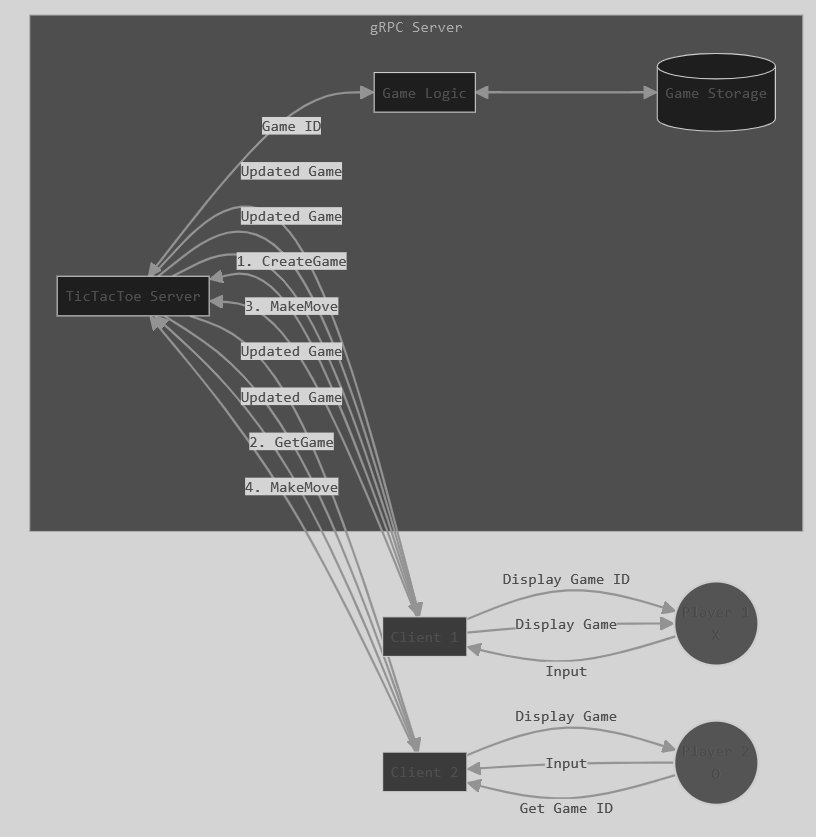 gRPC Server
Game Logic
Game Storage
Game ID
Updated Game
Updated Game
1. CreateGame
TicTacToe Server
3. MakeMove
Updated Game
Updated Game
2. GetGame
4. MakeMove
Display Game ID
Player 1
X
Display Game
Client 1
Input
Display Game
Player 2
O
Input
Client 2
Get Game ID